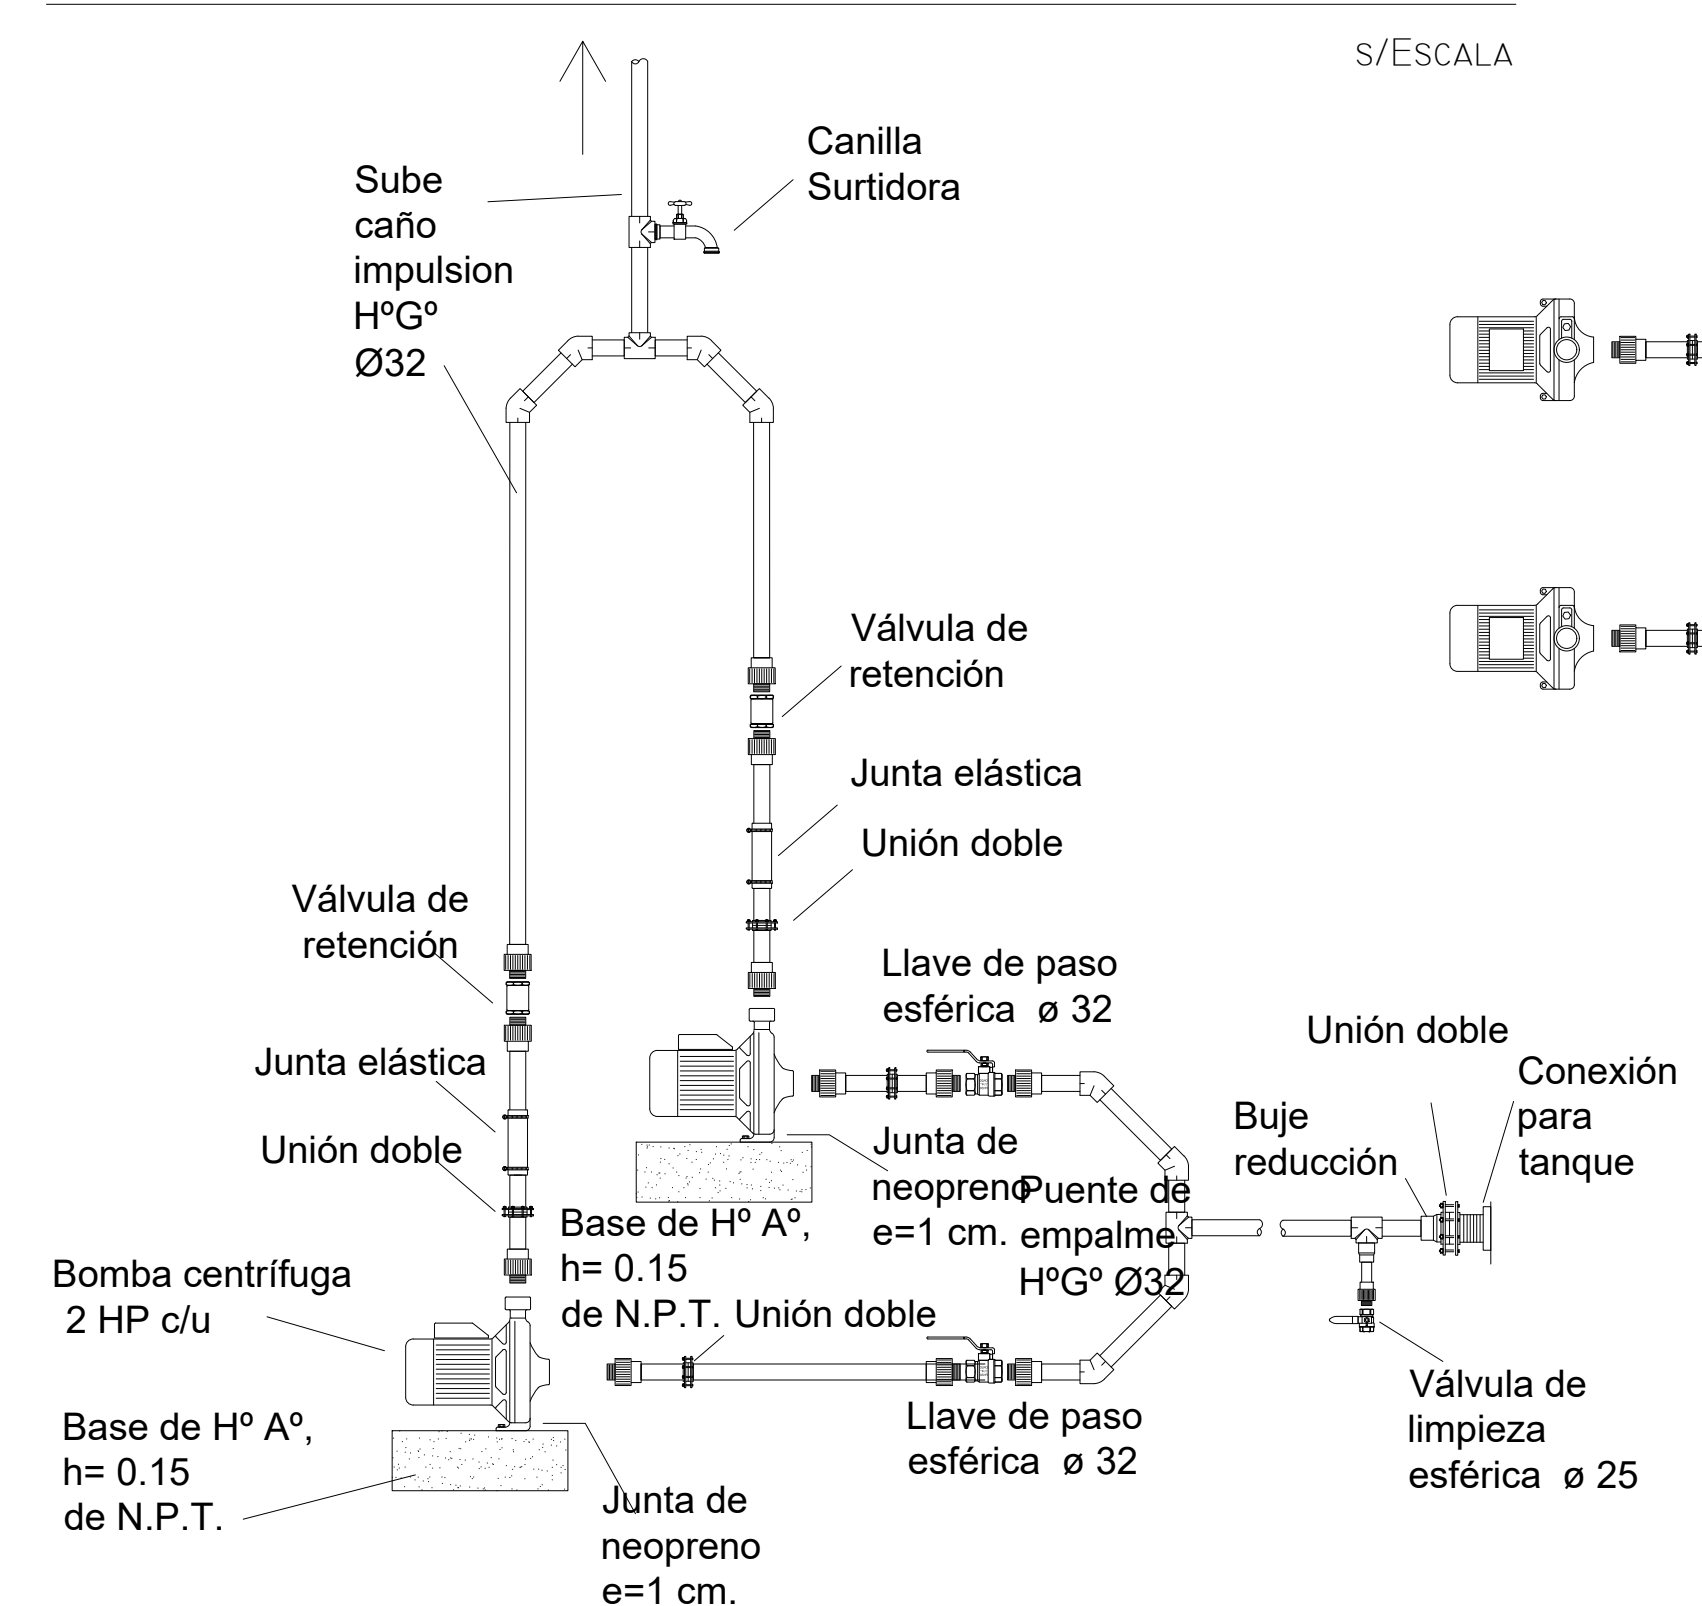 S/ESCALA
Canilla
Surtidora
Sube
caño
impulsion
HºGº
Ø32
Válvula de
retención
Junta elástica
Unión doble
Válvula de
retención
Llave de paso
esférica ø 32
Unión doble
Conexión
para
tanque
Junta elástica
Buje
reducción
Unión doble
Junta de
neopreno
e=1 cm.
Puente de
empalme
HºGº Ø32
Base de Hº Aº,
h= 0.15
de N.P.T.
Unión doble
Bomba centrífuga
2 HP c/u
Válvula de
limpieza
esférica ø 25
Llave de paso
esférica ø 32
Base de Hº Aº,
h= 0.15
de N.P.T.
Junta de
neopreno
e=1 cm.